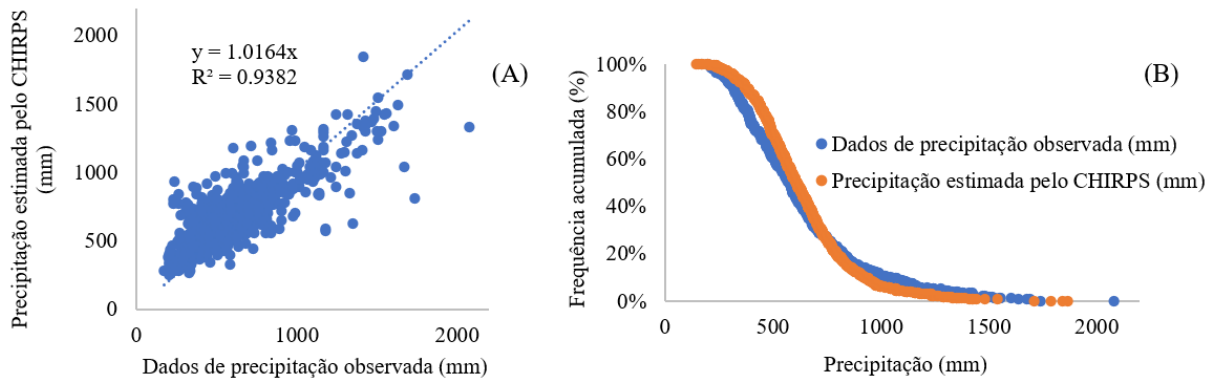 Precipitação estimada pelo CHIRPS
(mm)
2000
1500
1000
500
0
y = 1.0164x
R² = 0.9382
(A)
0
1000
2000
Dados de precipitação observada (mm)
Frequência acumulada (%)
100%
80%
60%
40%
20%
0%
(B)
Dados de precipitação observada (mm)
Precipitação estimada pelo CHIRPS (mm)
0
500
1000
1500
2000
Precipitação (mm)